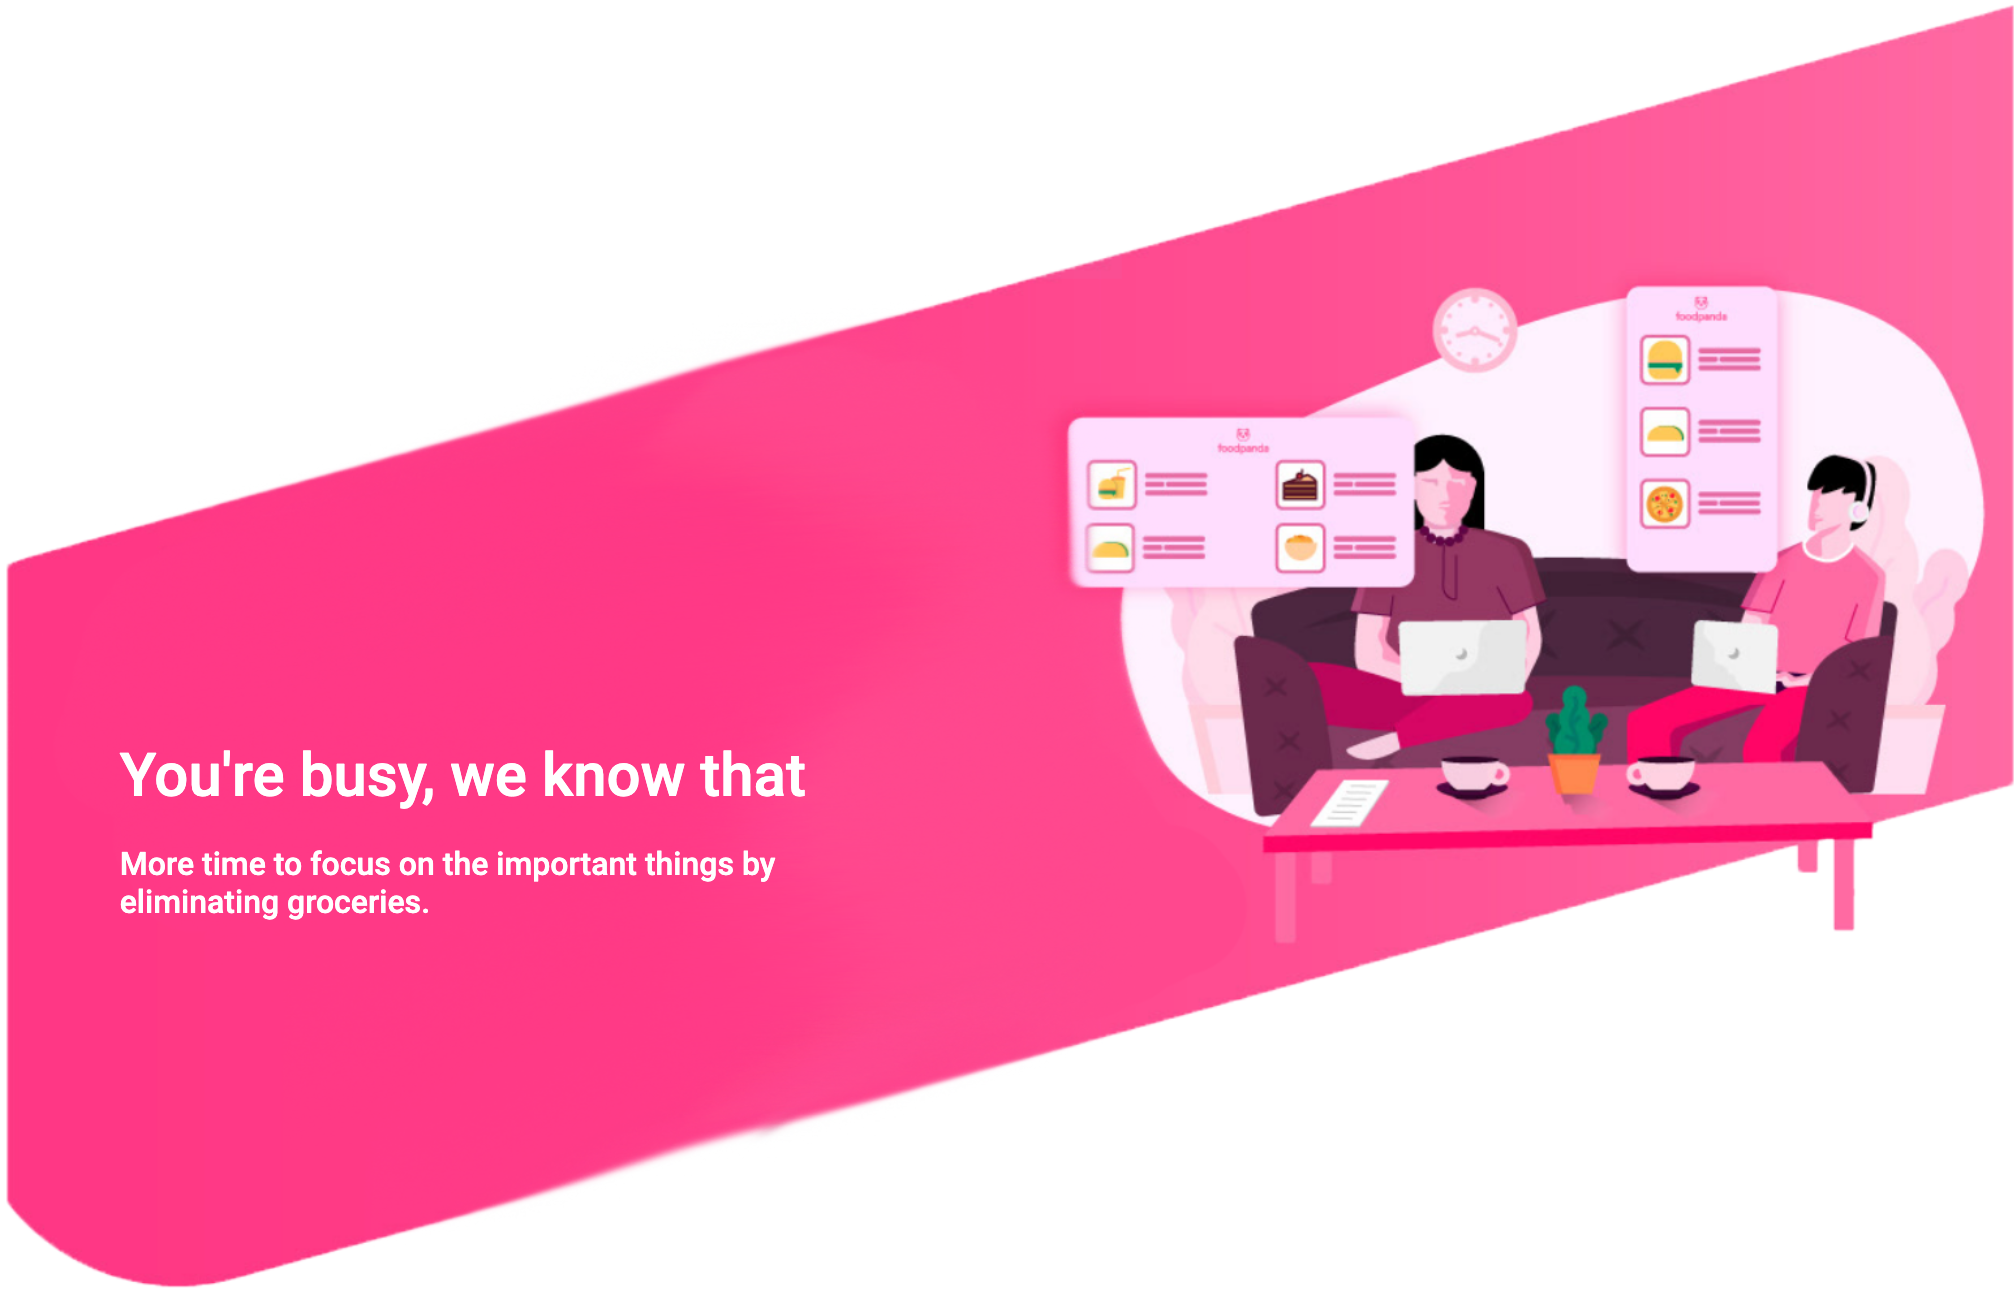 foodpanda
foodpanda
You're busy, we know that
More time to focus on the important things by
eliminating groceries.